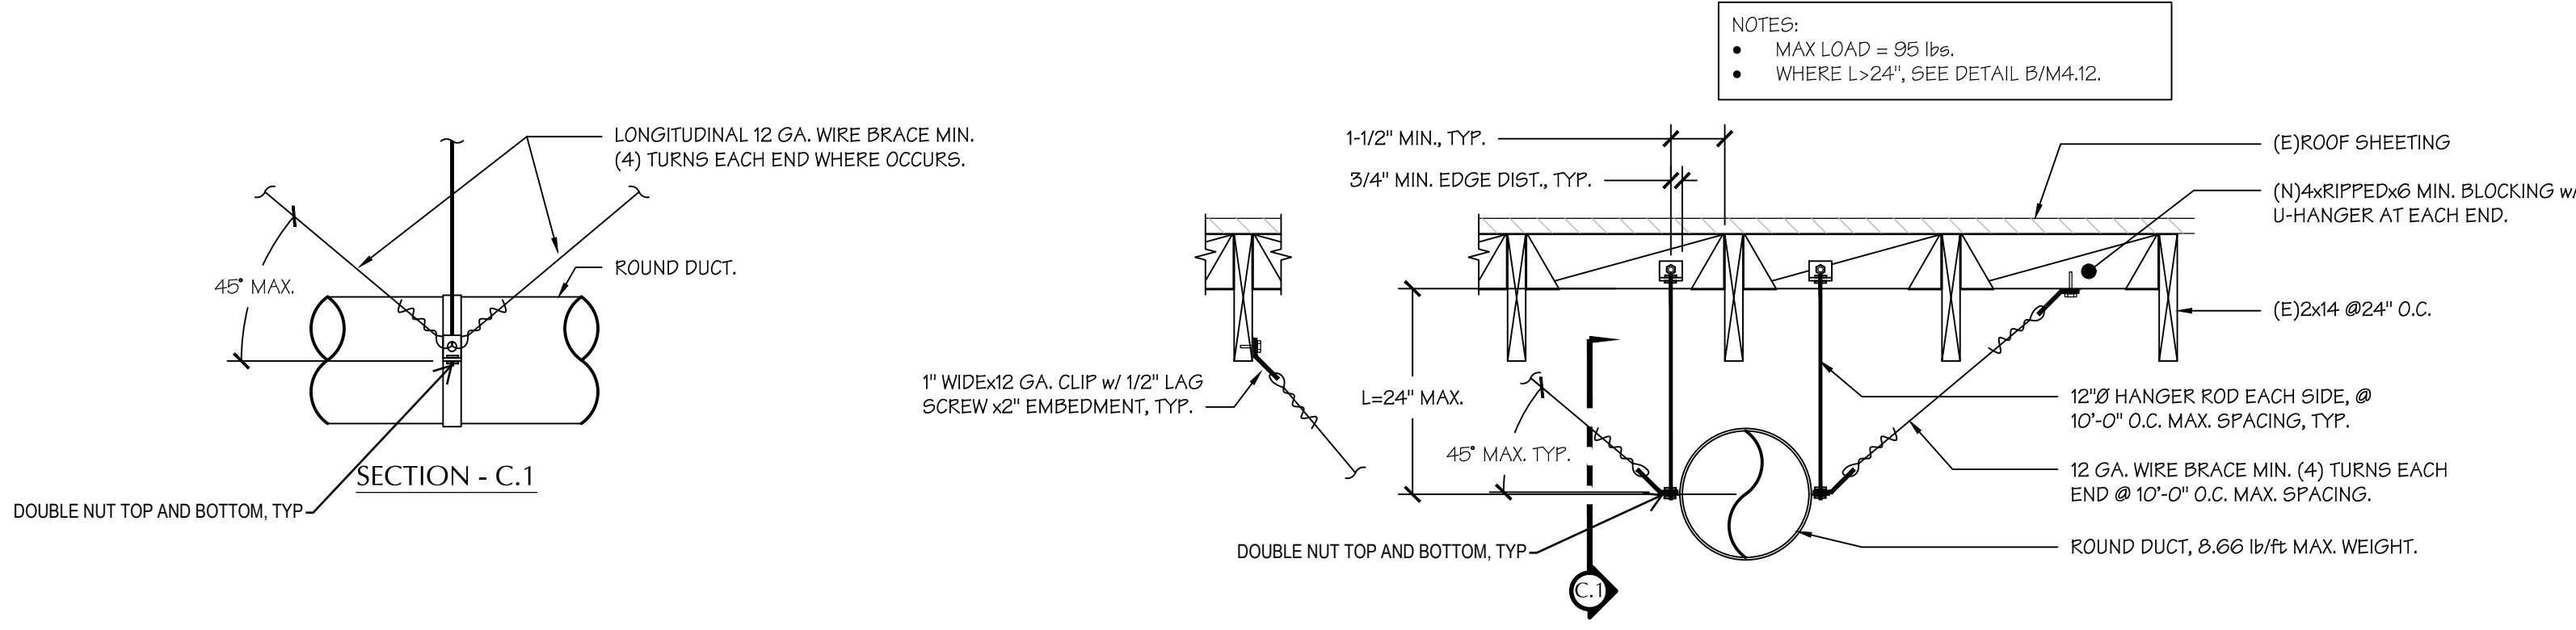 NOTES:
● MAX LOAD = 95 lbs.
● WHERE L>24", SEE DETAIL B/M4.12.
LONGITUDINAL 12 GA. WIRE BRACE MIN.
(4) TURNS EACH END WHERE OCCURS.
45° MAX.
ROUND DUCT.
SECTION - C.1
DOUBLE NUT TOP AND BOTTOM, TYP
1-1/2" MIN., TYP.
3/4" MIN. EDGE DIST., TYP.
1" WIDEx12 GA. CLIP w/ 1/2" LAG
SCREW x2" EMBEDMENT, TYP.
L=24" MAX.
45° MAX. TYP.
DOUBLE NUT TOP AND BOTTOM, TYP
C.1
(E)ROOF SHEETING
(N)4xRIPPEDx6 MIN. BLOCKING w/
U-HANGER AT EACH END.
(E)2x14 @24" O.C.
12"Ø HANGER ROD EACH SIDE, @
10'-0" O.C. MAX. SPACING, TYP.
12 GA. WIRE BRACE MIN. (4) TURNS EACH
END @ 10'-0" O.C. MAX. SPACING.
ROUND DUCT, 8.66 lb/ft MAX. WEIGHT.